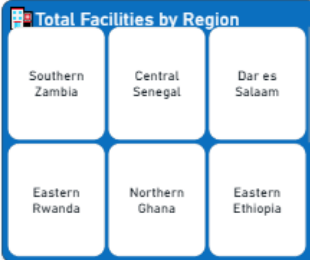 Total Facilities by Region
Southern
Zambia
Central
Senegal
Dar es
Salaam
Eastern
Rwanda
Northern
Ghana
Eastern
Ethiopia